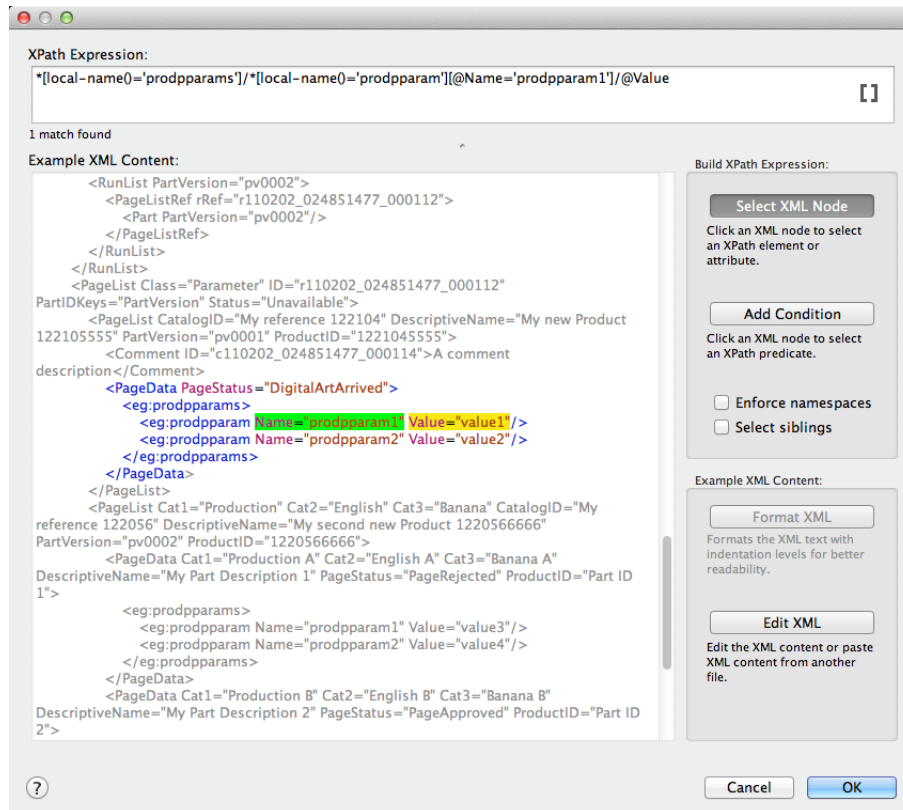 XPath Expression:
*[local-name()='prodpparams']/*[local-name()='prodpparam'][@Name='prodpparam1']/@Value
1 match found
Example XML Content:
<RunList PartVersion="pv0002">
<PageListRef rRef="r110202_024851477_000112">
<Part PartVersion="pv0002"/>
</PageListRef>
</RunList>
</RunList>
<PageList Class="Parameter" ID="r110202_024851477_000112"
PartIDKeys="PartVersion" Status="Unavailable">
<PageList CatalogID="My reference 122104" DescriptiveName="My new Product
122105555" PartVersion="pv0001" ProductID="1221045555">
<Comment ID="c110202_024851477_000114">A comment
description</Comment>
<PageData PageStatus="DigitalArtArrived">
<eg:prodpparams>
<eg:prodpparam Name="prodpparam1" Value="value1"/>
<eg:prodpparam Name="prodpparam2" Value="value2"/>
</eg:prodpparams>
</PageData>
</PageList>
<PageList Cat1="Production" Cat2="English" Cat3="Banana" CatalogID="My
reference 122056" DescriptiveName="My second new Product 1220566666"
PartVersion="pv0002" ProductID="1220566666">
<PageData Cat1="Production A" Cat2="English A" Cat3="Banana A"
DescriptiveName="My Part Description 1" PageStatus="PageRejected" ProductID="Part ID
1">
<eg:prodpparams>
<eg:prodpparam Name="prodpparam1" Value="value3"/>
<eg:prodpparam Name="prodpparam2" Value="value4"/>
</eg:prodpparams>
</PageData>
<PageData Cat1="Production B" Cat2="English B" Cat3="Banana B"
DescriptiveName="My Part Description 2" PageStatus="PageApproved" ProductID="Part ID
2">
Build XPath Expression:
Select XML Node
Click an XML node to select
an XPath element or
attribute.
Add Condition
Click an XML node to select
an XPath predicate.
Enforce namespaces
Select siblings
Example XML Content:
Format XML
Formats the XML text with
indentation levels for better
readability.
Edit XML
Edit the XML content or paste
XML content from another
file.
?
Cancel
OK